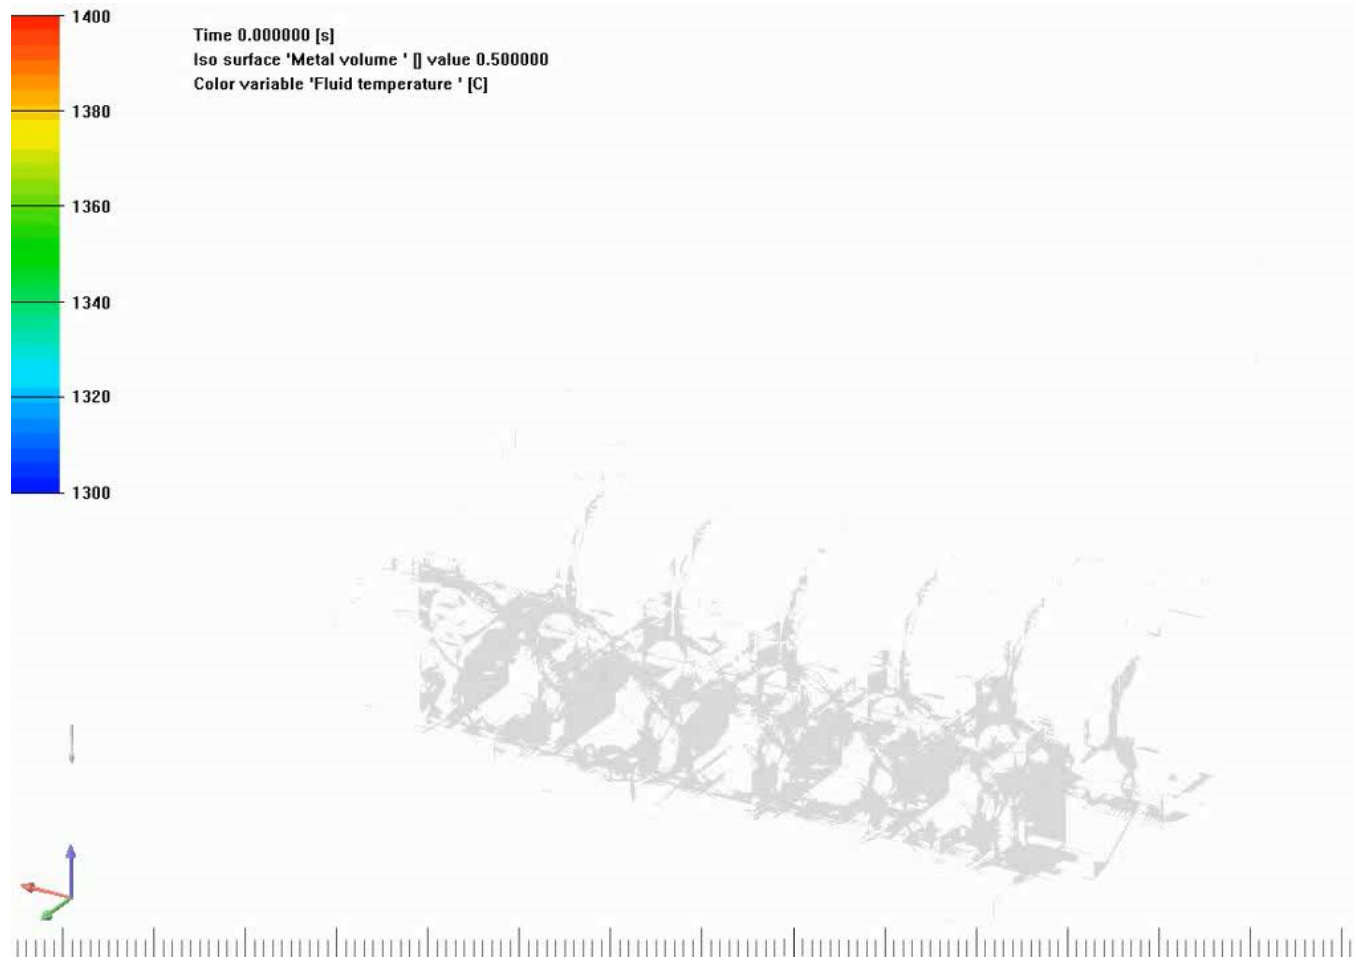 1400
Time 0.000000 [s]
Iso surface 'Metal volume ' [] value 0.500000
Color variable 'Fluid temperature ' [C]
1380
1360
1340
1320
1300